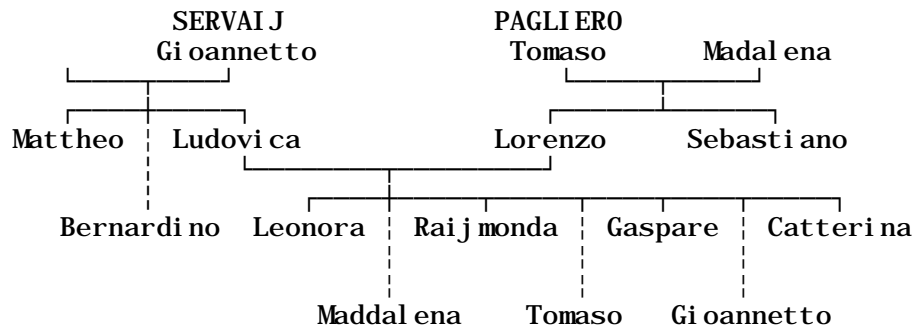 SERVAIJ PAGLIERO
Gioannetto Tomaso Madalena
Mattheo Ludovica Lorenzo Sebastiano
Bernardino Leonora Raijmonda Gaspare Catterina
Maddalena Tomaso Gioannetto